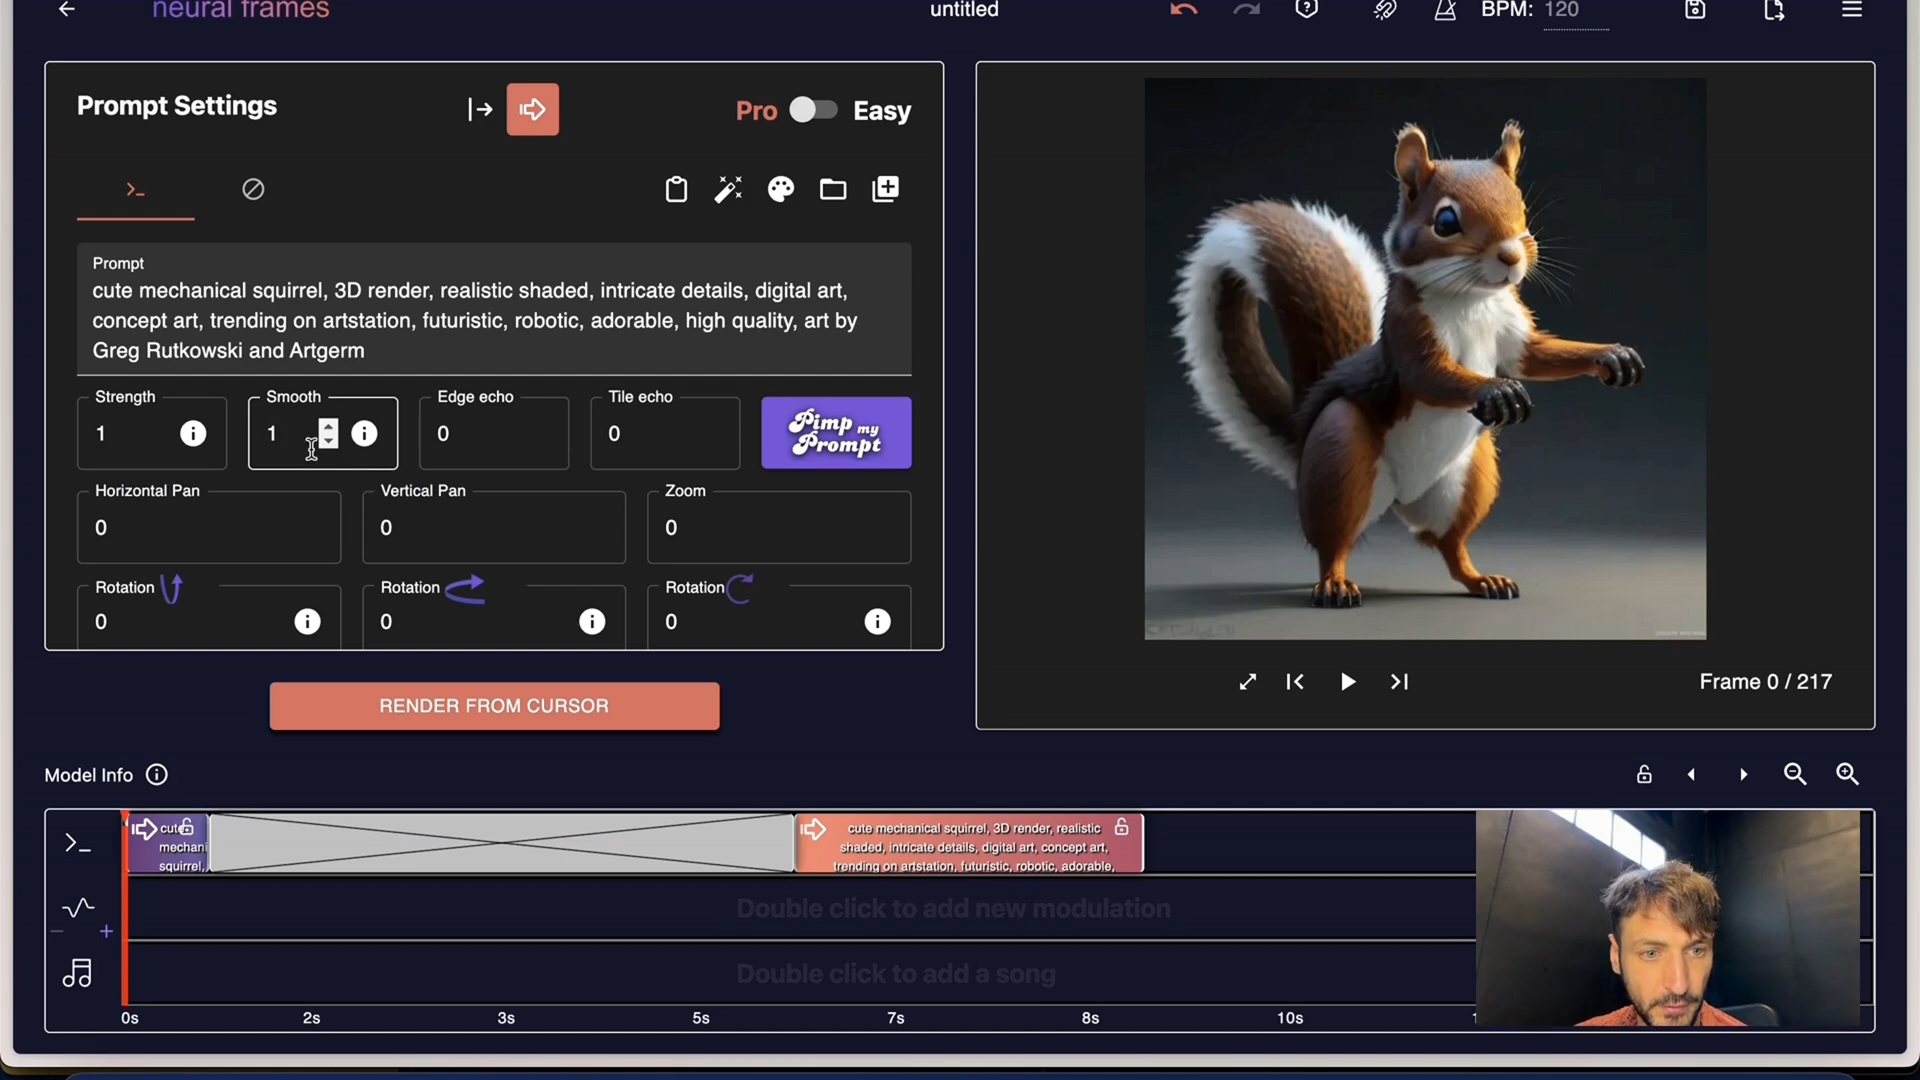 neural frames
untitled
BPM: 120
Prompt Settings
Pro
Easy
Prompt
cute mechanical squirrel, 3D render, realistic shaded, intricate details, digital art,
concept art, trending on artstation, futuristic, robotic, adorable, high quality, art by
Greg Rutkowski and Artgerm
Strength
1
Smooth
1
Edge echo
0
Tile echo
0
Pimp my
Prompt
Horizontal Pan
0
Vertical Pan
0
Zoom
0
Rotation
0
Rotation
0
Rotation
0
RENDER FROM CURSOR
Frame 0 / 217
Model Info
cute
mechani
squirrel,
cute mechanical squirrel, 3D render, realistic
shaded, intricate details, digital art, concept art,
trending on artstation, futuristic, robotic, adorable,
Double click to add new modulation
Double click to add a song
0s
2s
3s
5s
7s
8s
10s